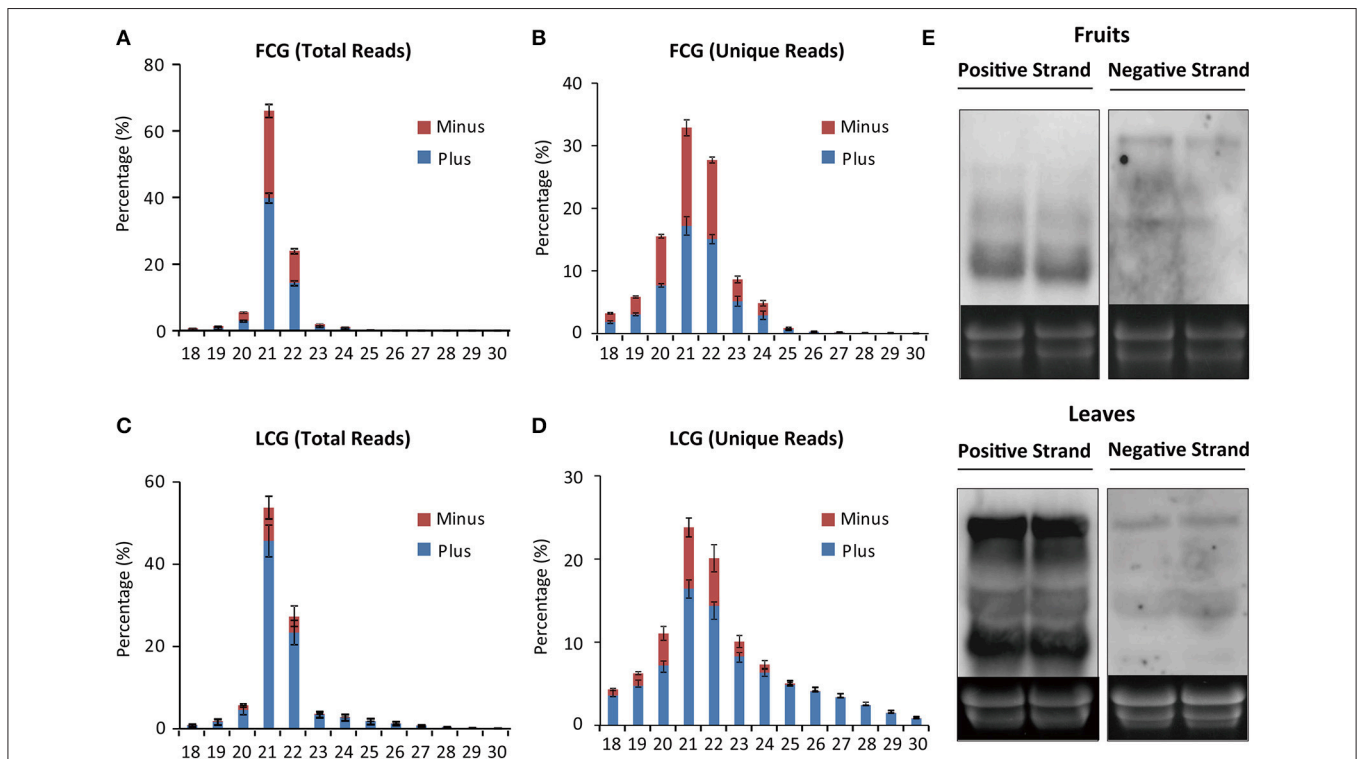 A
FCG (Total Reads)
Percentage (%)
80
60
40
20
0
Minus
Plus
18 19 20 21 22 23 24 25 26 27 28 29 30
B
FCG (Unique Reads)
Percentage (%)
40
30
20
10
0
Minus
Plus
18 19 20 21 22 23 24 25 26 27 28 29 30
C
LCG (Total Reads)
Percentage (%)
60
40
20
0
Minus
Plus
18 19 20 21 22 23 24 25 26 27 28 29 30
D
LCG (Unique Reads)
Percentage (%)
30
20
10
0
Minus
Plus
18 19 20 21 22 23 24 25 26 27 28 29 30
E
Fruits
Positive Strand Negative Strand
Leaves
Positive Strand Negative Strand